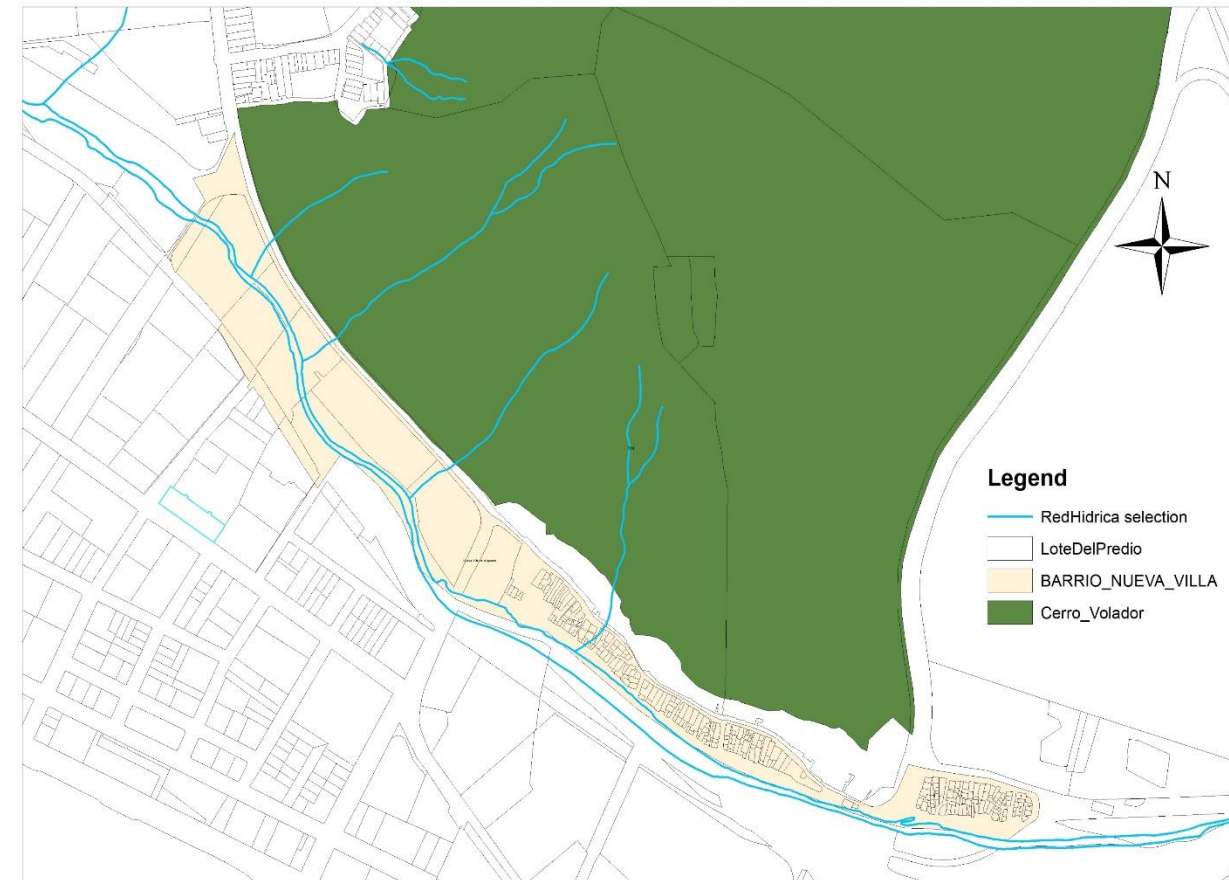 N
Legend
RedHidrica selection
LoteDelPredio
BARRIO_NUEVA_VILLA
Cerro_Volador